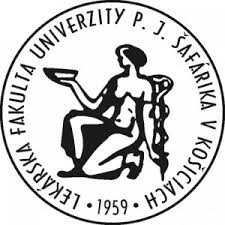 LEKÁRSKA FAKULTA UNIVERZITY P. J. ŠAFÁRIKA V KOŠICIACH
· 1959 ·